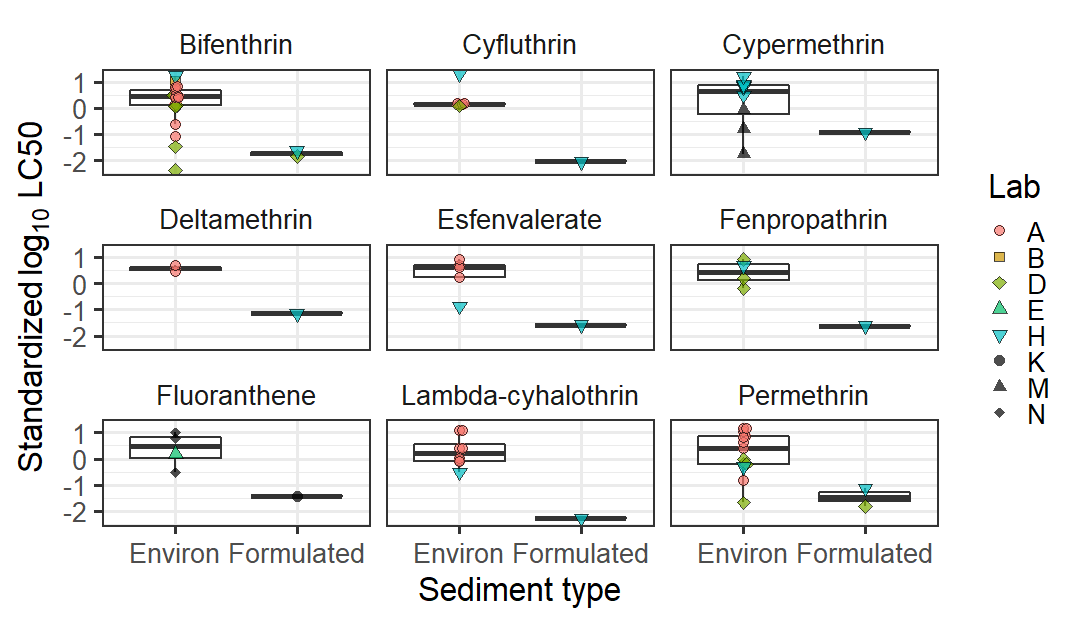 Bifenthrin Cyfluthrin Cypermethrin
1
0
-1
-2
Deltamethrin Esfenvalerate Fenpropathrin
1
0
-1
-2
Fluoranthene Lambda-cyhalothrin Permethrin
1
0
-1
-2
Environ Formulated Environ Formulated Environ Formulated
Sediment type
Standardized log10 LC50
Lab
A
B
D
E
H
K
M
N